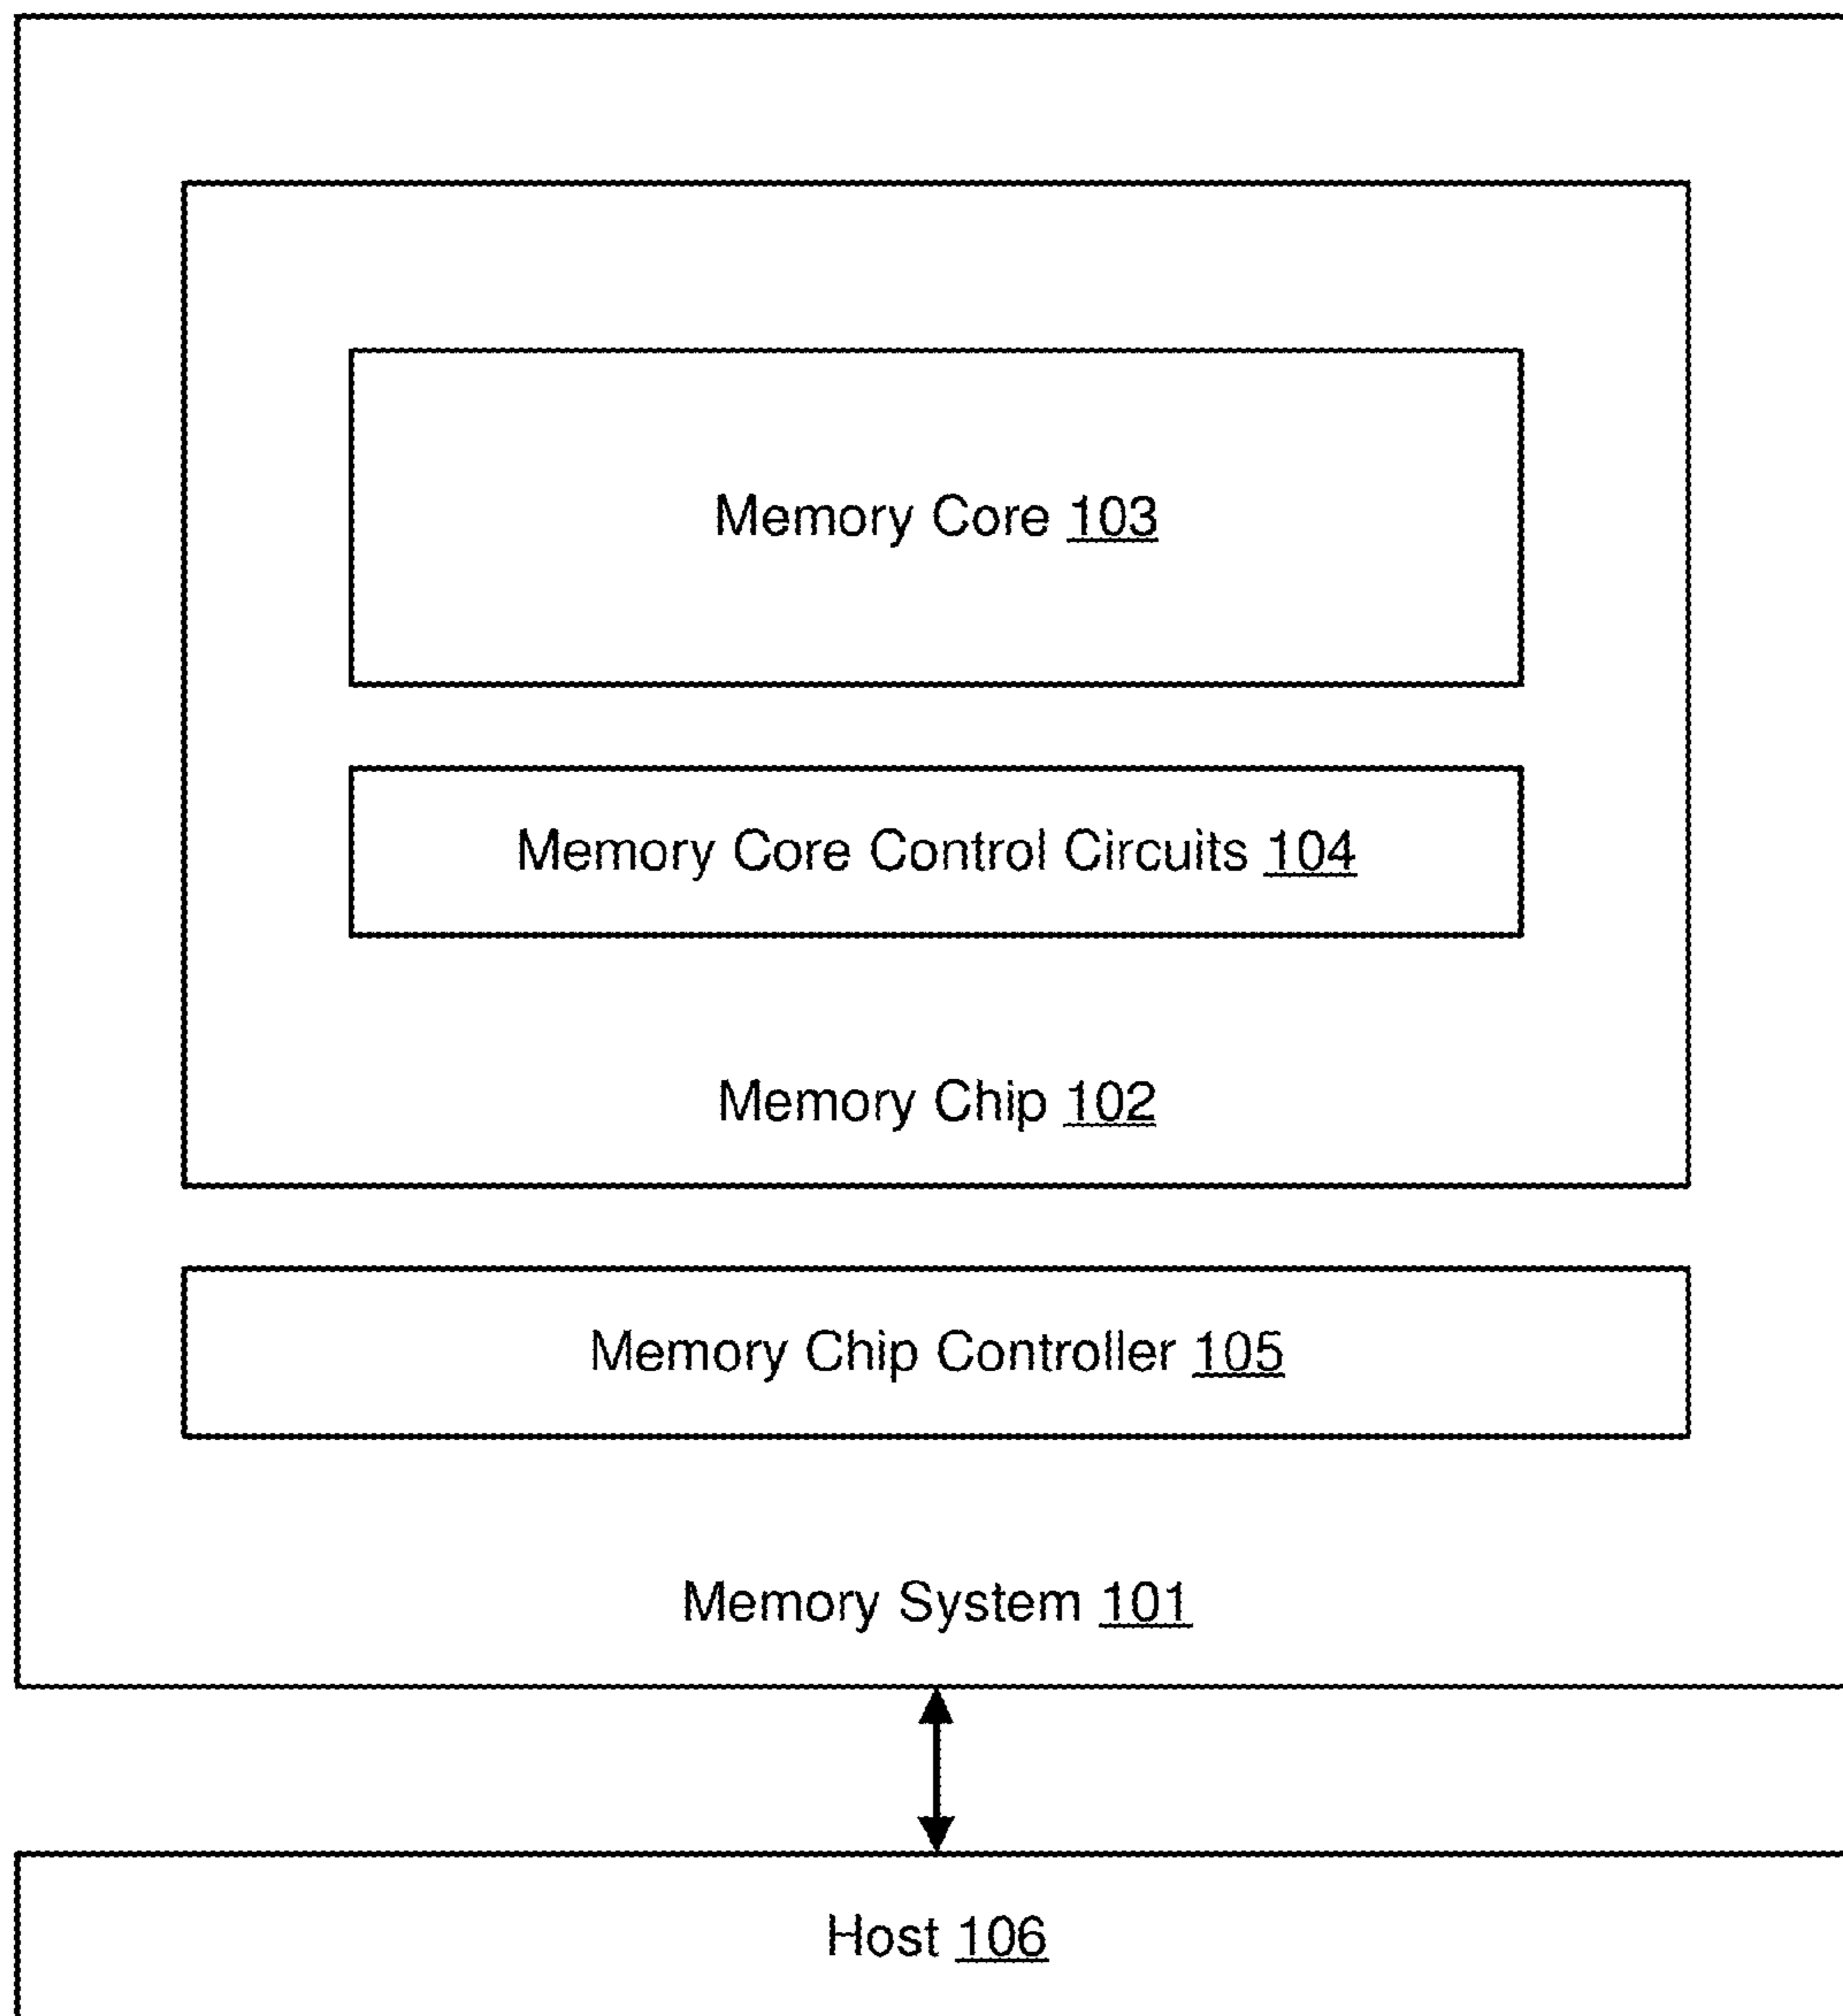 Memory Core 103
Memory Core Control Circuits 104
Memory Chip 102
Memory Chip Controller 105
Memory System 101
Host 106